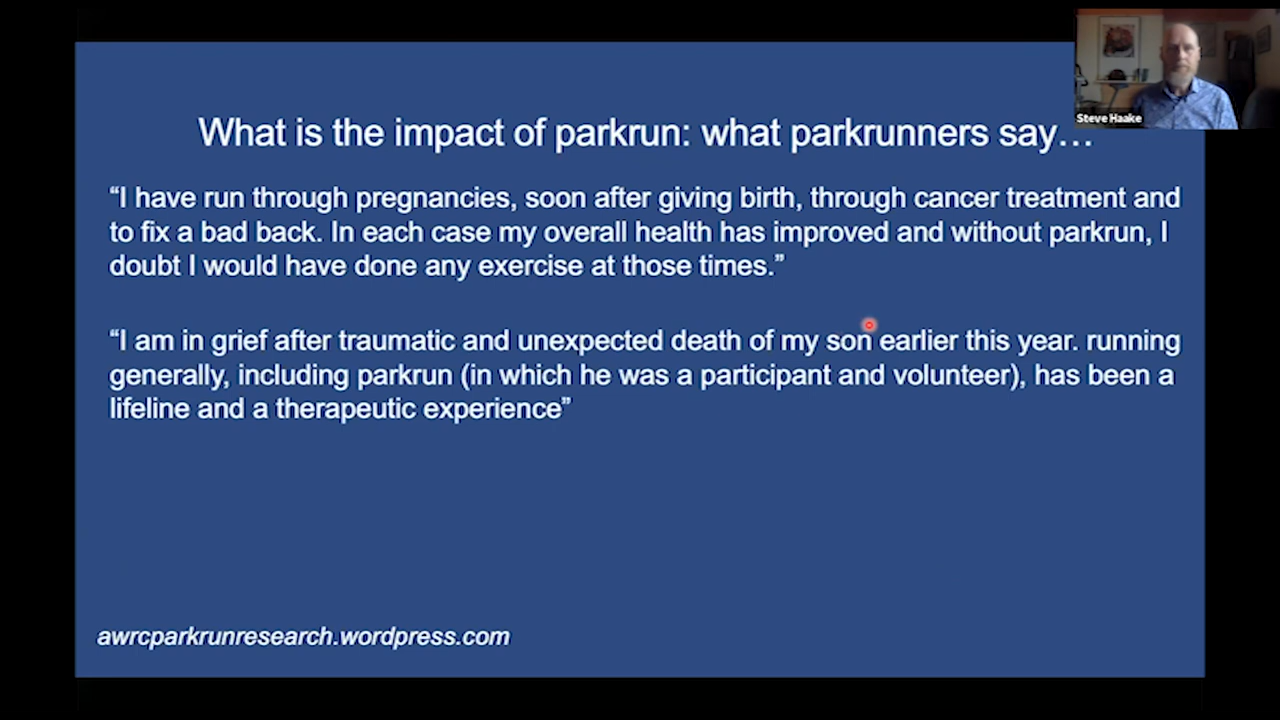 Steve Haake
What is the impact of parkrun: what parkrunners say…
“I have run through pregnancies, soon after giving birth, through cancer treatment and
to fix a bad back. In each case my overall health has improved and without parkrun, I
doubt I would have done any exercise at those times.”
“I am in grief after traumatic and unexpected death of my son earlier this year. running
generally, including parkrun (in which he was a participant and volunteer), has been a
lifeline and a therapeutic experience”
awrcparkrunresearch.wordpress.com